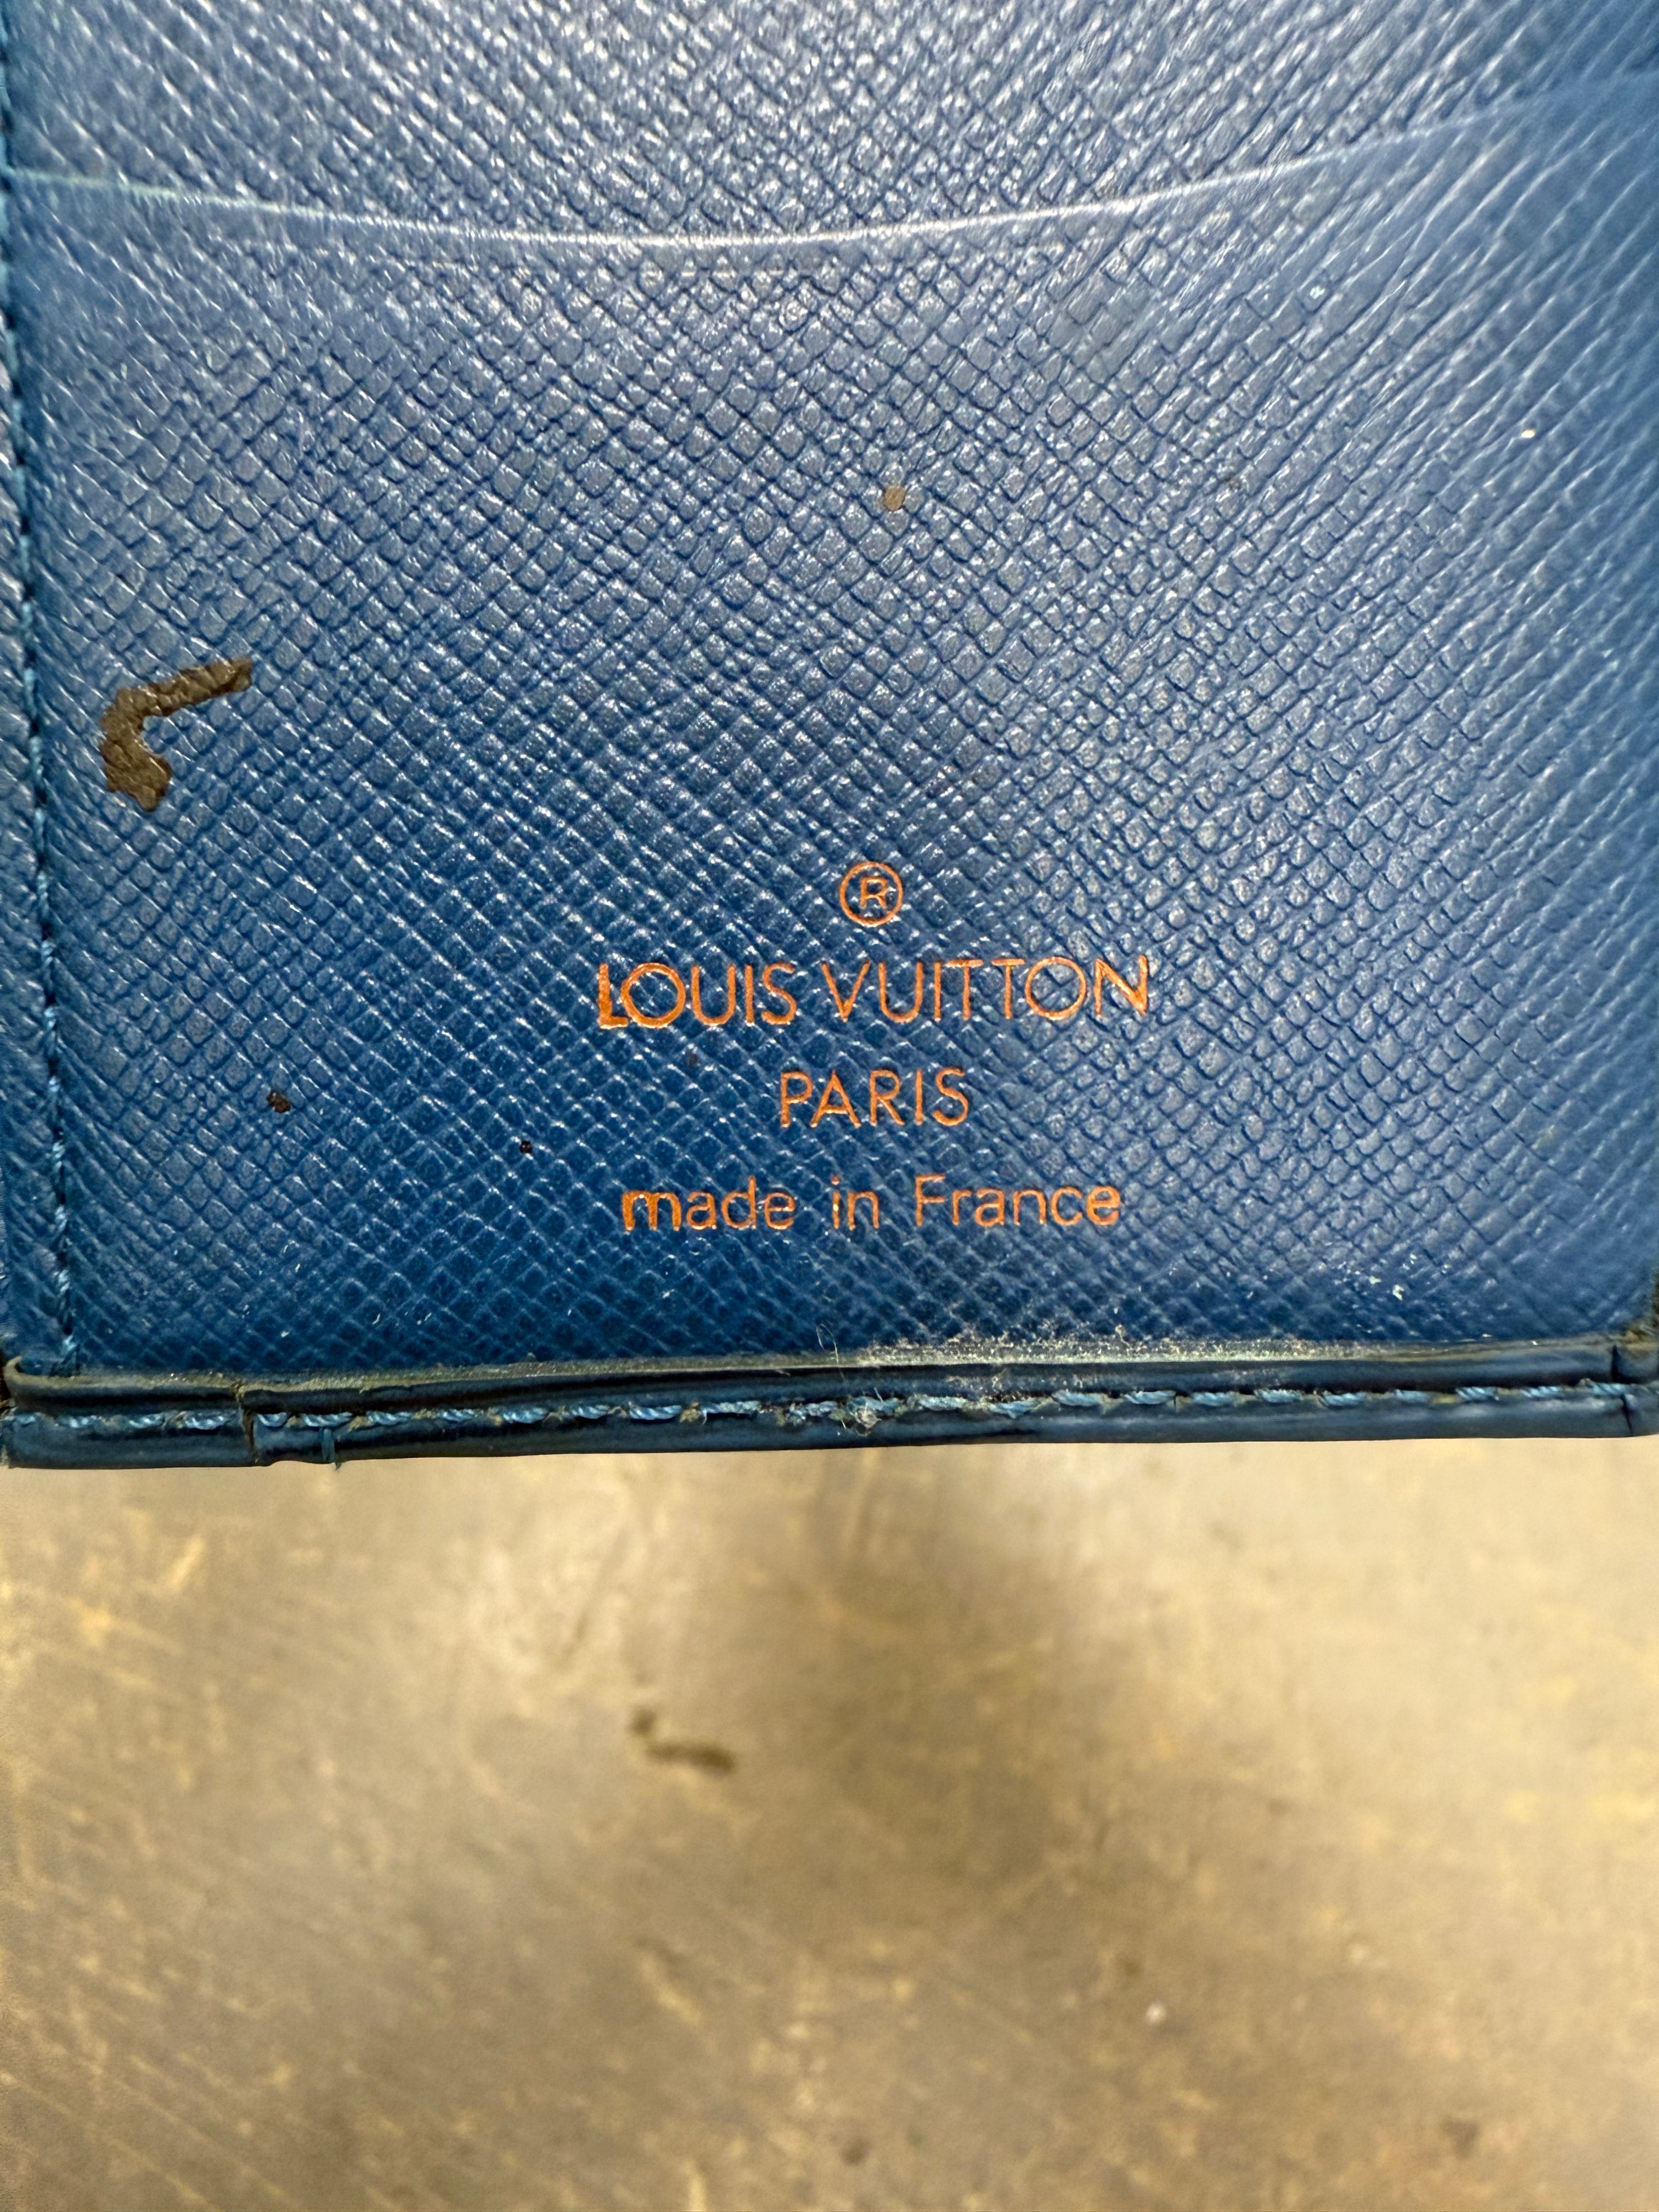 ®
LOUIS VUITTON
PARIS
made in France